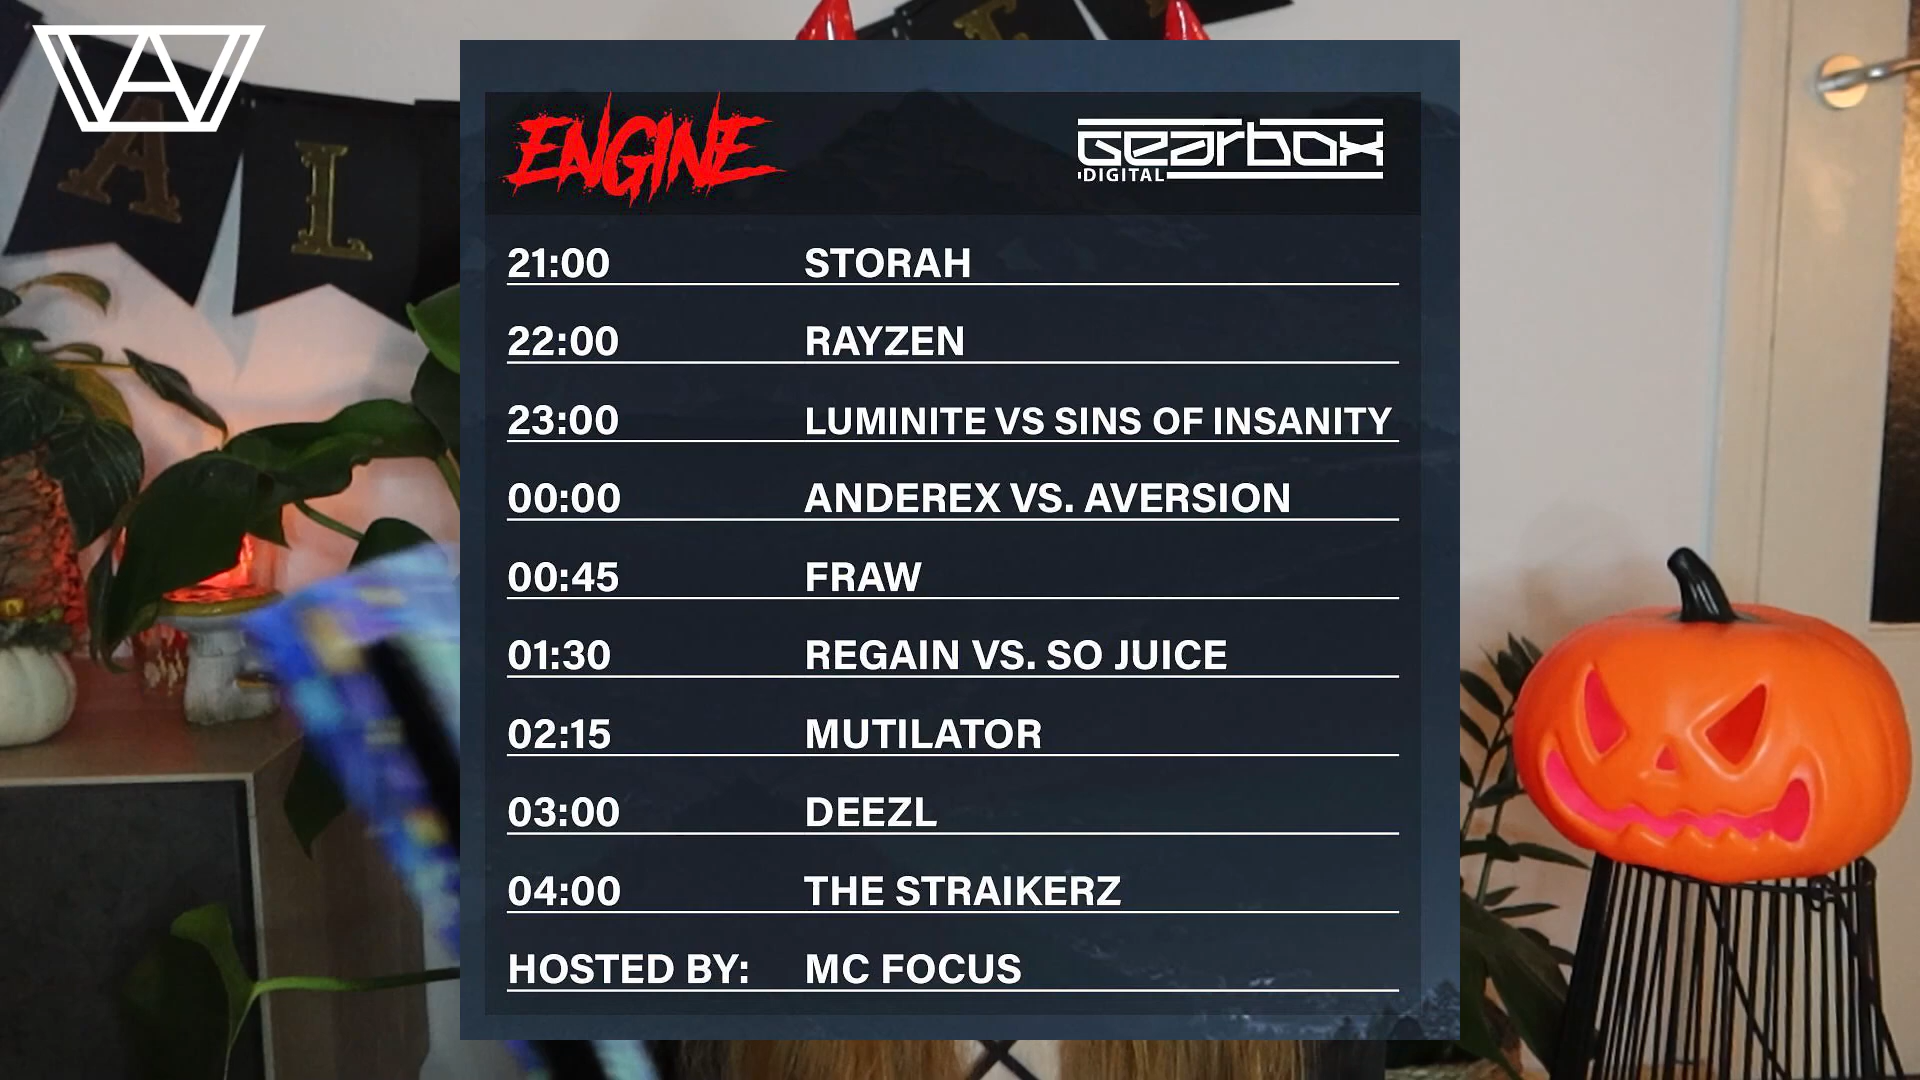 A L
ENGINE
Gearbox
DIGITAL
21:00 STORAH
22:00 RAYZEN
23:00 LUMINITE VS SINS OF INSANITY
00:00 ANDEREX VS. AVERSION
00:45 FRAW
01:30 REGAIN VS. SO JUICE
02:15 MUTILATOR
03:00 DEEZL
04:00 THE STRAIKERZ
HOSTED BY: MC FOCUS